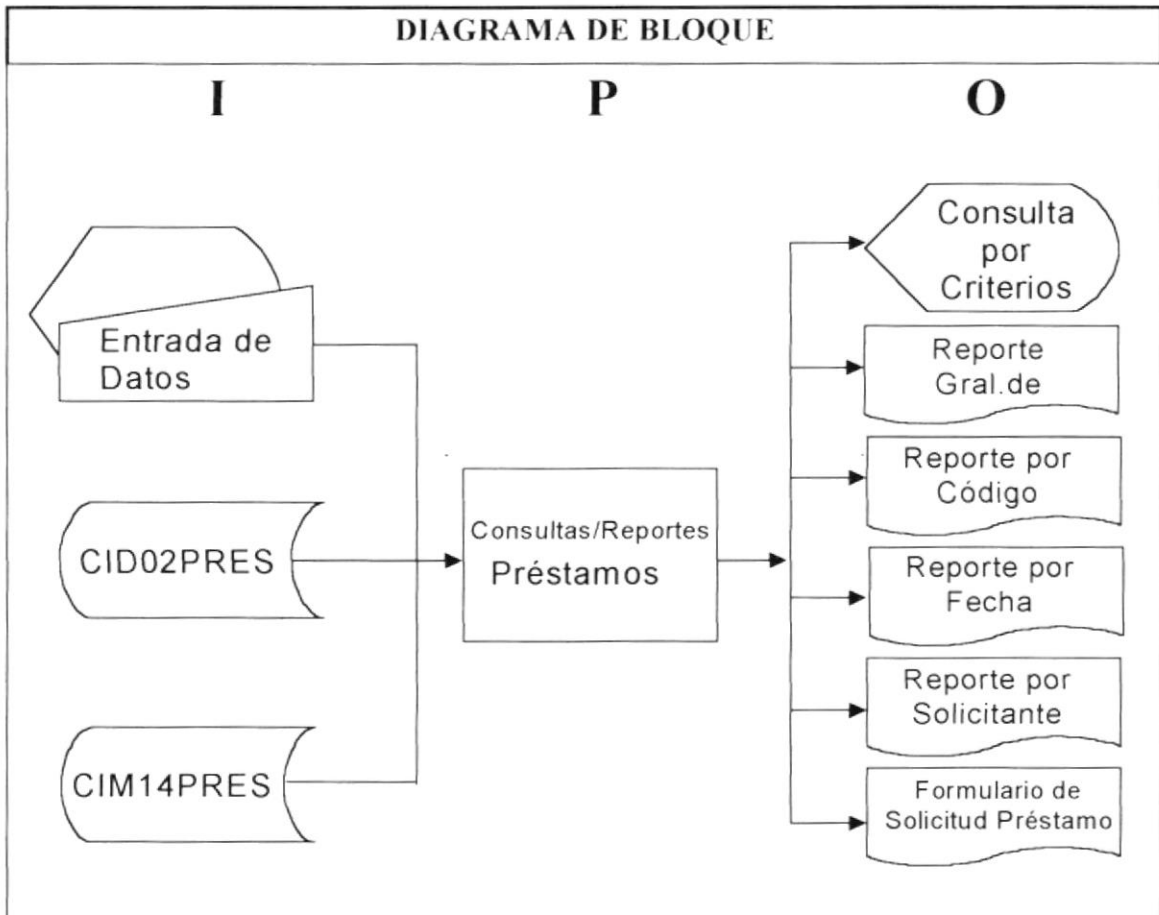 DIAGRAMA DE BLOQUE
I
P
O
Entrada de
Datos
CID02PRES
CIM14PRES
Consultas/Reportes
Préstamos
Consulta
por
Criterios
Reporte
Gral.de
Reporte por
Código
Reporte por
Fecha
Reporte por
Solicitante
Formulario de
Solicitud Préstamo